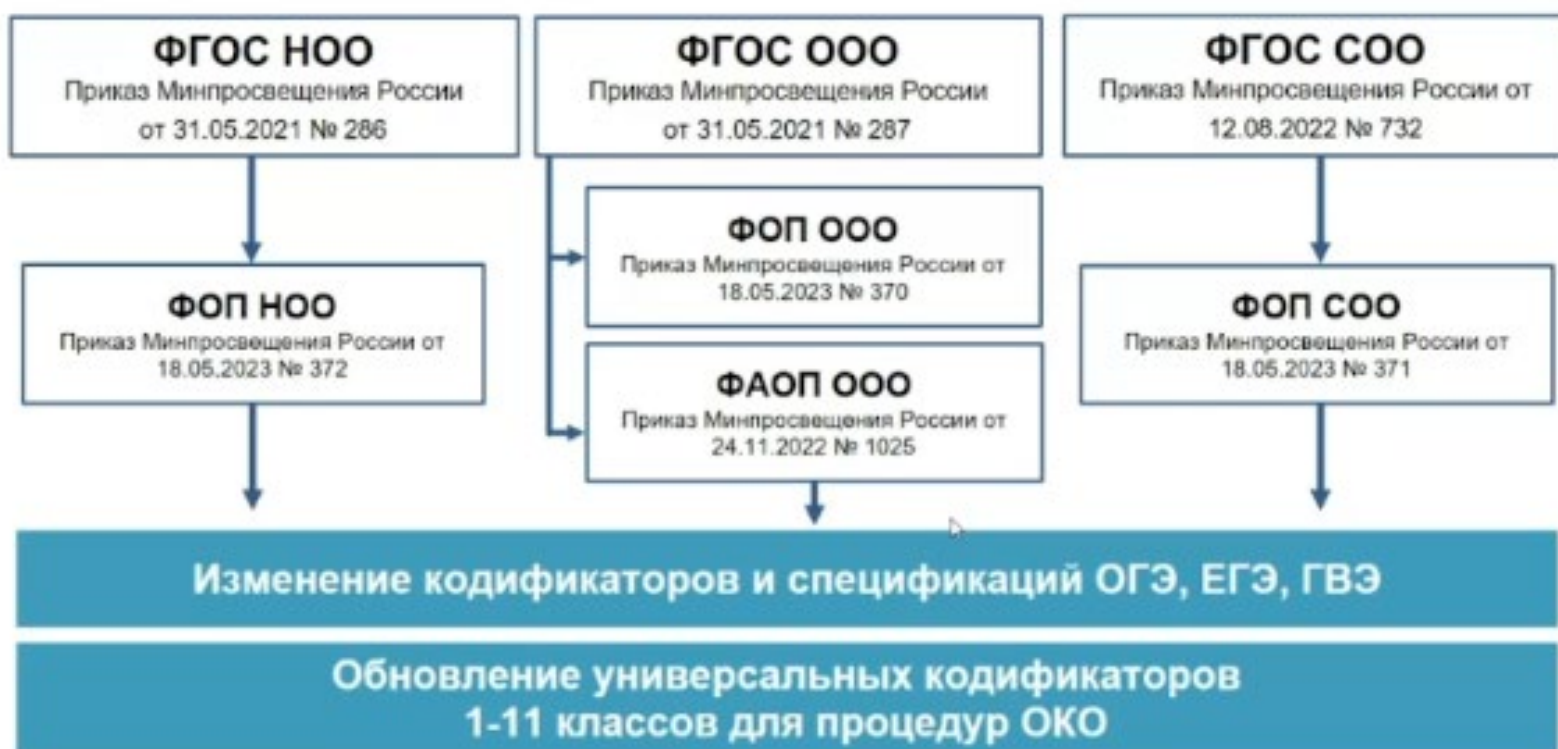 ФГОС НОО
Приказ Минпросвещения России
от 31.05.2021 № 286
ФГОС ООО
Приказ Минпросвещения России
от 31.05.2021 № 287
ФГОС СОО
Приказ Минпросвещения России от
12.08.2022 № 732
ФОП НОО
Приказ Минпросвещения России от
18.05.2023 № 372
ФОП ООО
Приказ Минпросвещения России от
18.05.2023 № 370
ФАОП ООО
Приказ Минпросвещения России от
24.11.2022 № 1025
ФОП СОО
Приказ Минпросвещения России от
18.05.2023 № 371
Изменение кодификаторов и спецификаций ОГЭ, ЕГЭ, ГВЭ
Обновление универсальных кодификаторов
1-11 классов для процедур ОКО